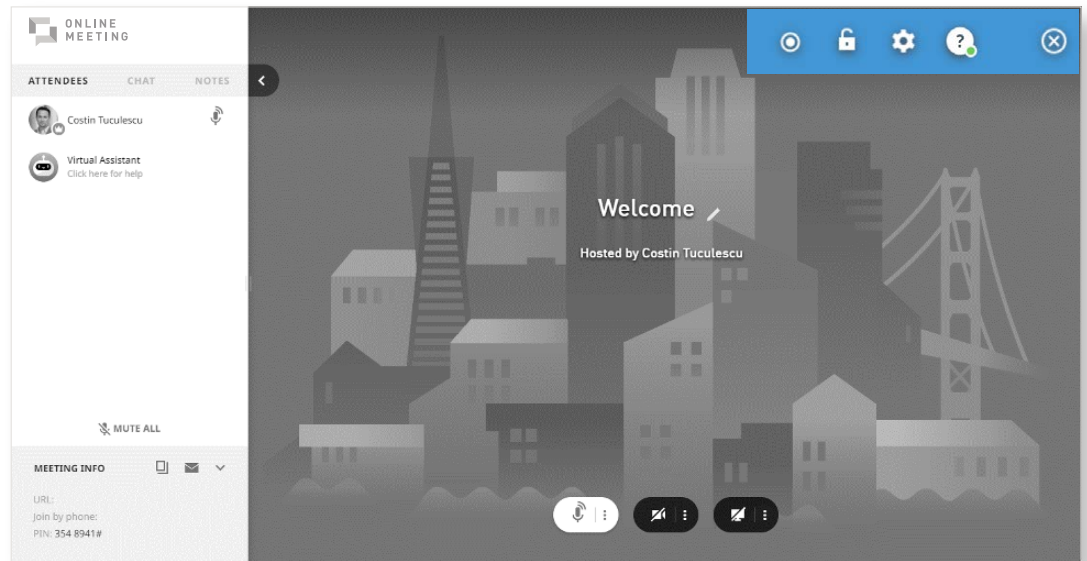 ONLINE
MEETING
ATTENDEES CHAT NOTES
Costin Tuculescu
Virtual Assistant
Click here for help
Welcome
Hosted by Costin Tuculescu
MUTE ALL
MEETING INFO
URL:
Join by phone:
PIN: 354 8941#
?